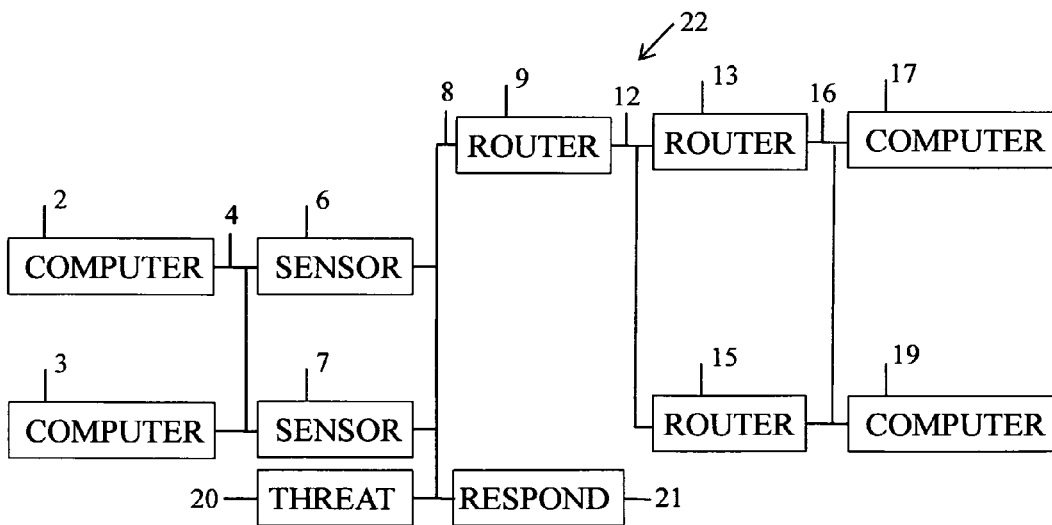 22
8 9 12 13 16 17
ROUTER ROUTER COMPUTER
2 4 6
COMPUTER SENSOR
3 7 15 19
COMPUTER SENSOR ROUTER COMPUTER
20 THREAT RESPOND 21